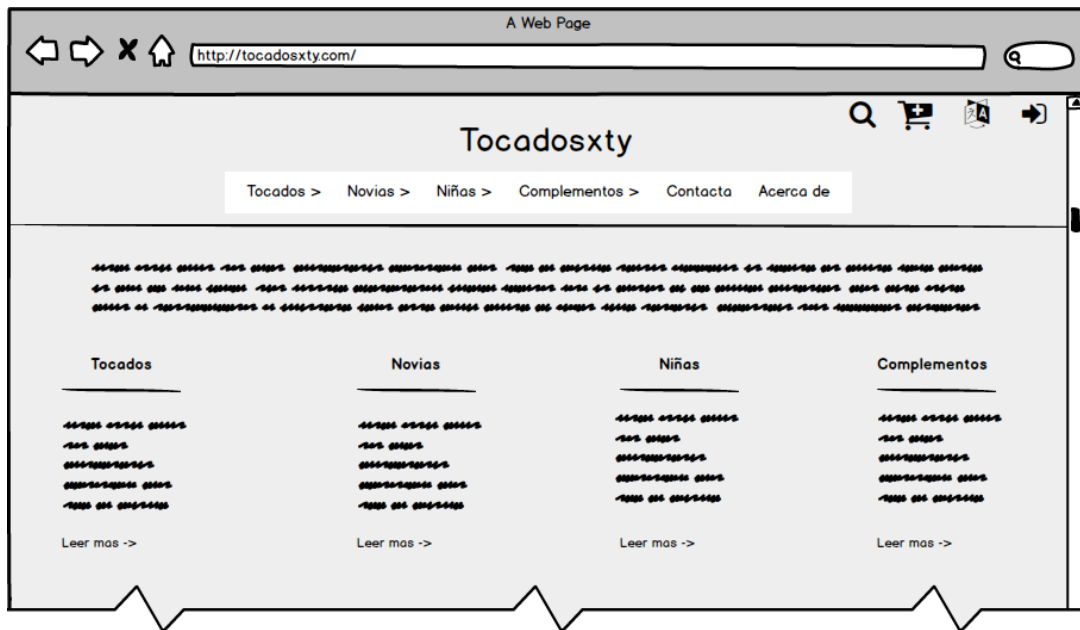 A Web Page
http://tocadosxty.com/
Tocadosxty
Tocados > Novias > Niñas > Complementos > Contacta Acerca de
Tocados Novias Niñas Complementos
Leer mas -> Leer mas -> Leer mas -> Leer mas ->